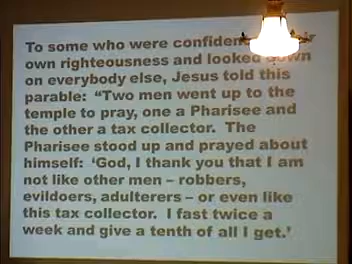 To some who were confiden
own righteousness and looked down
on everybody else, Jesus told this
parable:  “Two men went up to the
temple to pray, one a Pharisee and
the other a tax collector.  The
Pharisee stood up and prayed about
himself:  ‘God, I thank you that I am
not like other men – robbers,
evildoers, adulterers – or even like
this tax collector.  I fast twice a
week and give a tenth of all I get.’